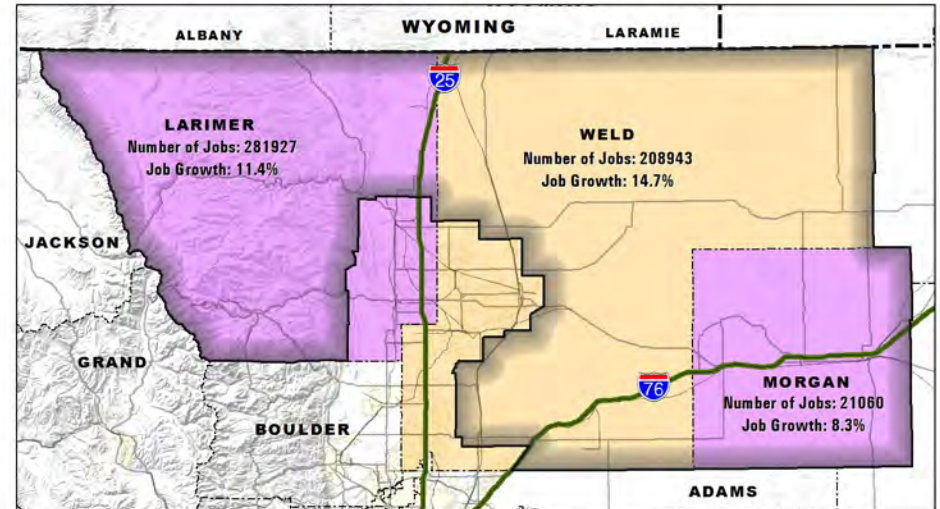 WYOMING
ALBANY
LARAMIE
25
LARIMER
Number of Jobs: 281927
Job Growth: 11.4%
WELD
Number of Jobs: 208943
Job Growth: 14.7%
JACKSON
GRAND
BOULDER
76
MORGAN
Number of Jobs: 21060
Job Growth: 8.3%
ADAMS